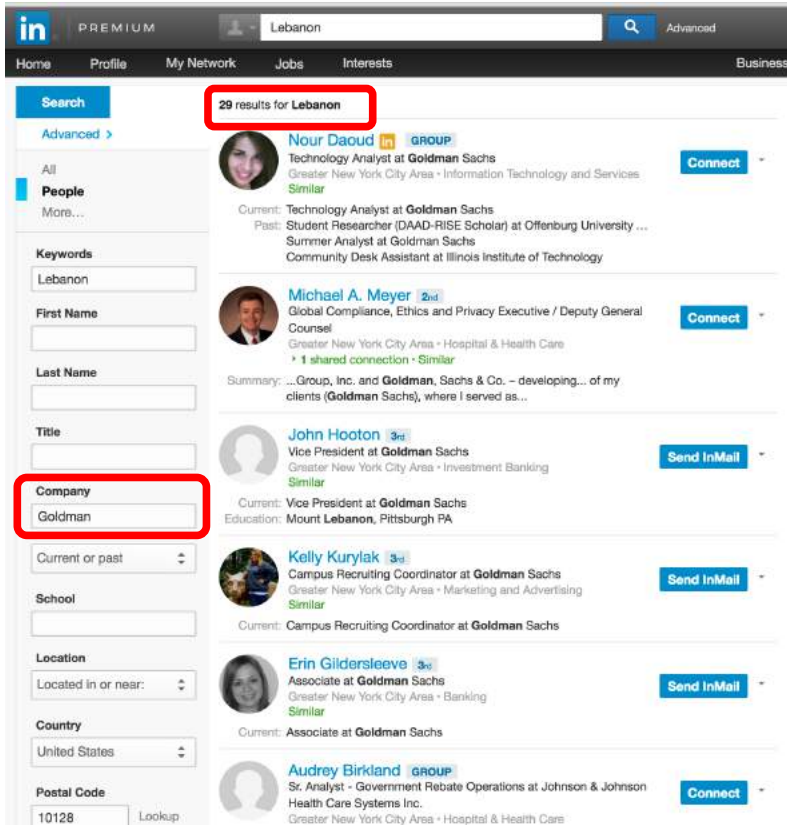 in PREMIUM Lebanon Advanced
Home Profile My Network Jobs Interests Business
Search
Advanced >
All
People
More...
Keywords
Lebanon
First Name
Last Name
Title
Company
Goldman
Current or past
School
Location
Located in or near:
Country
United States
Postal Code
10128 Lookup
29 results for Lebanon
Nour Daoud in GROUP
Technology Analyst at Goldman Sachs
Greater New York City Area • Information Technology and Services
Similar
Connect
Current: Technology Analyst at Goldman Sachs
Past: Student Researcher (DAAD-RISE Scholar) at Offenburg University ...
Summer Analyst at Goldman Sachs
Community Desk Assistant at Illinois Institute of Technology
Michael A. Meyer 2nd
Global Compliance, Ethics and Privacy Executive / Deputy General
Counsel
Greater New York City Area • Hospital & Health Care
1 shared connection • Similar
Connect
Summary: ...Group, Inc. and Goldman, Sachs & Co. – developing... of my
clients (Goldman Sachs), where I served as...
John Hooton 3rd
Vice President at Goldman Sachs
Greater New York City Area • Investment Banking
Similar
Send InMail
Current: Vice President at Goldman Sachs
Education: Mount Lebanon, Pittsburgh PA
Kelly Kurylak 3rd
Campus Recruiting Coordinator at Goldman Sachs
Greater New York City Area • Marketing and Advertising
Similar
Send InMail
Current: Campus Recruiting Coordinator at Goldman Sachs
Erin Gildersleeve 3rd
Associate at Goldman Sachs
Greater New York City Area • Banking
Similar
Send InMail
Current: Associate at Goldman Sachs
Audrey Birkland GROUP
Sr. Analyst - Government Rebate Operations at Johnson & Johnson
Health Care Systems Inc.
Greater New York City Area • Hospital & Health Care
Connect